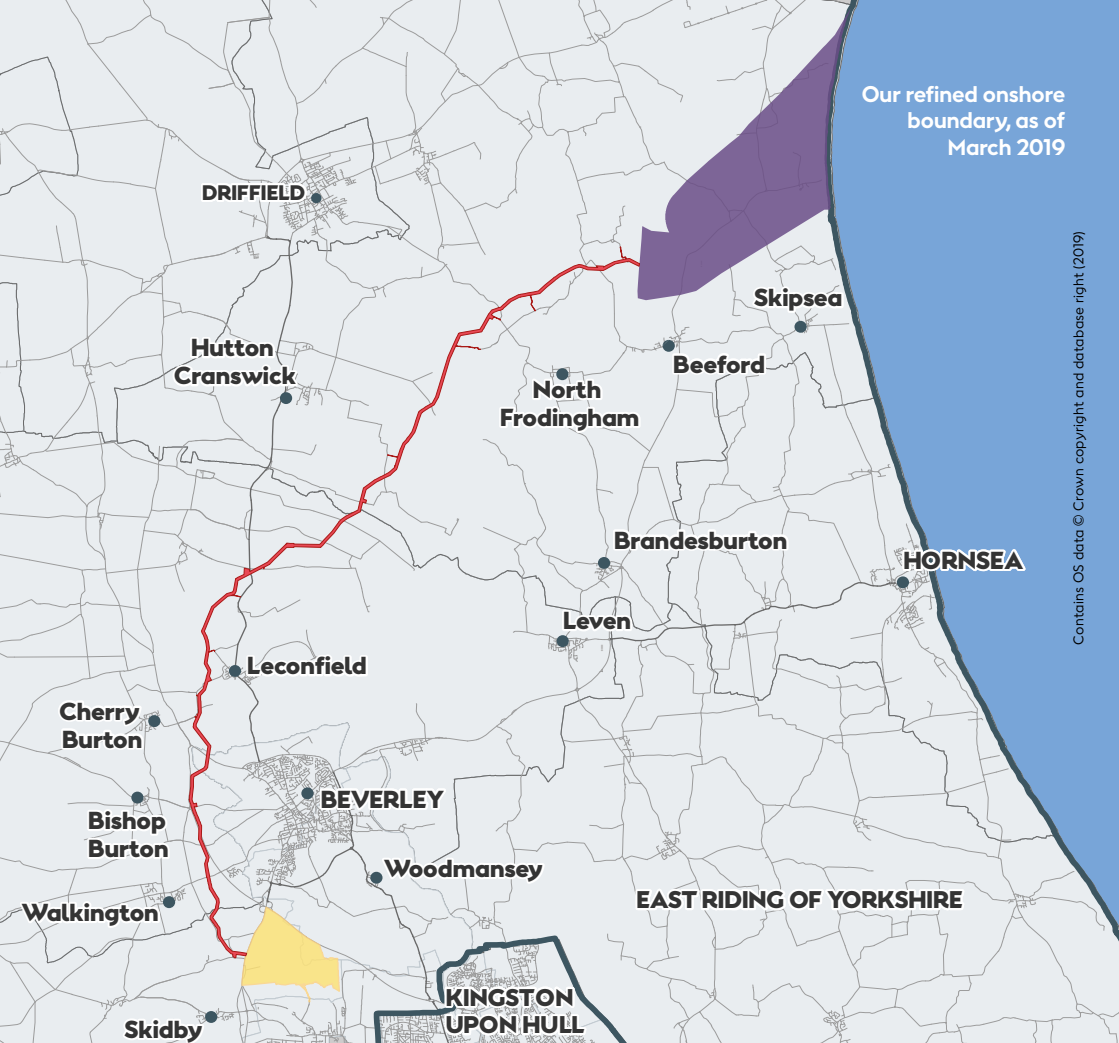 Our refined onshore
boundary, as of
March 2019
DRIFFIELD
Skipsea
Hutton
Cranswick
Beeford
North
Frodingham
Contains OS data © Crown copyright and database right (2019)
Brandesburton
HORNSEA
Leven
Leconfield
Cherry
Burton
BEVERLEY
Bishop
Burton
Woodmansey
Walkington
EAST RIDING OF YORKSHIRE
KINGSTON
UPON HULL
Skidby